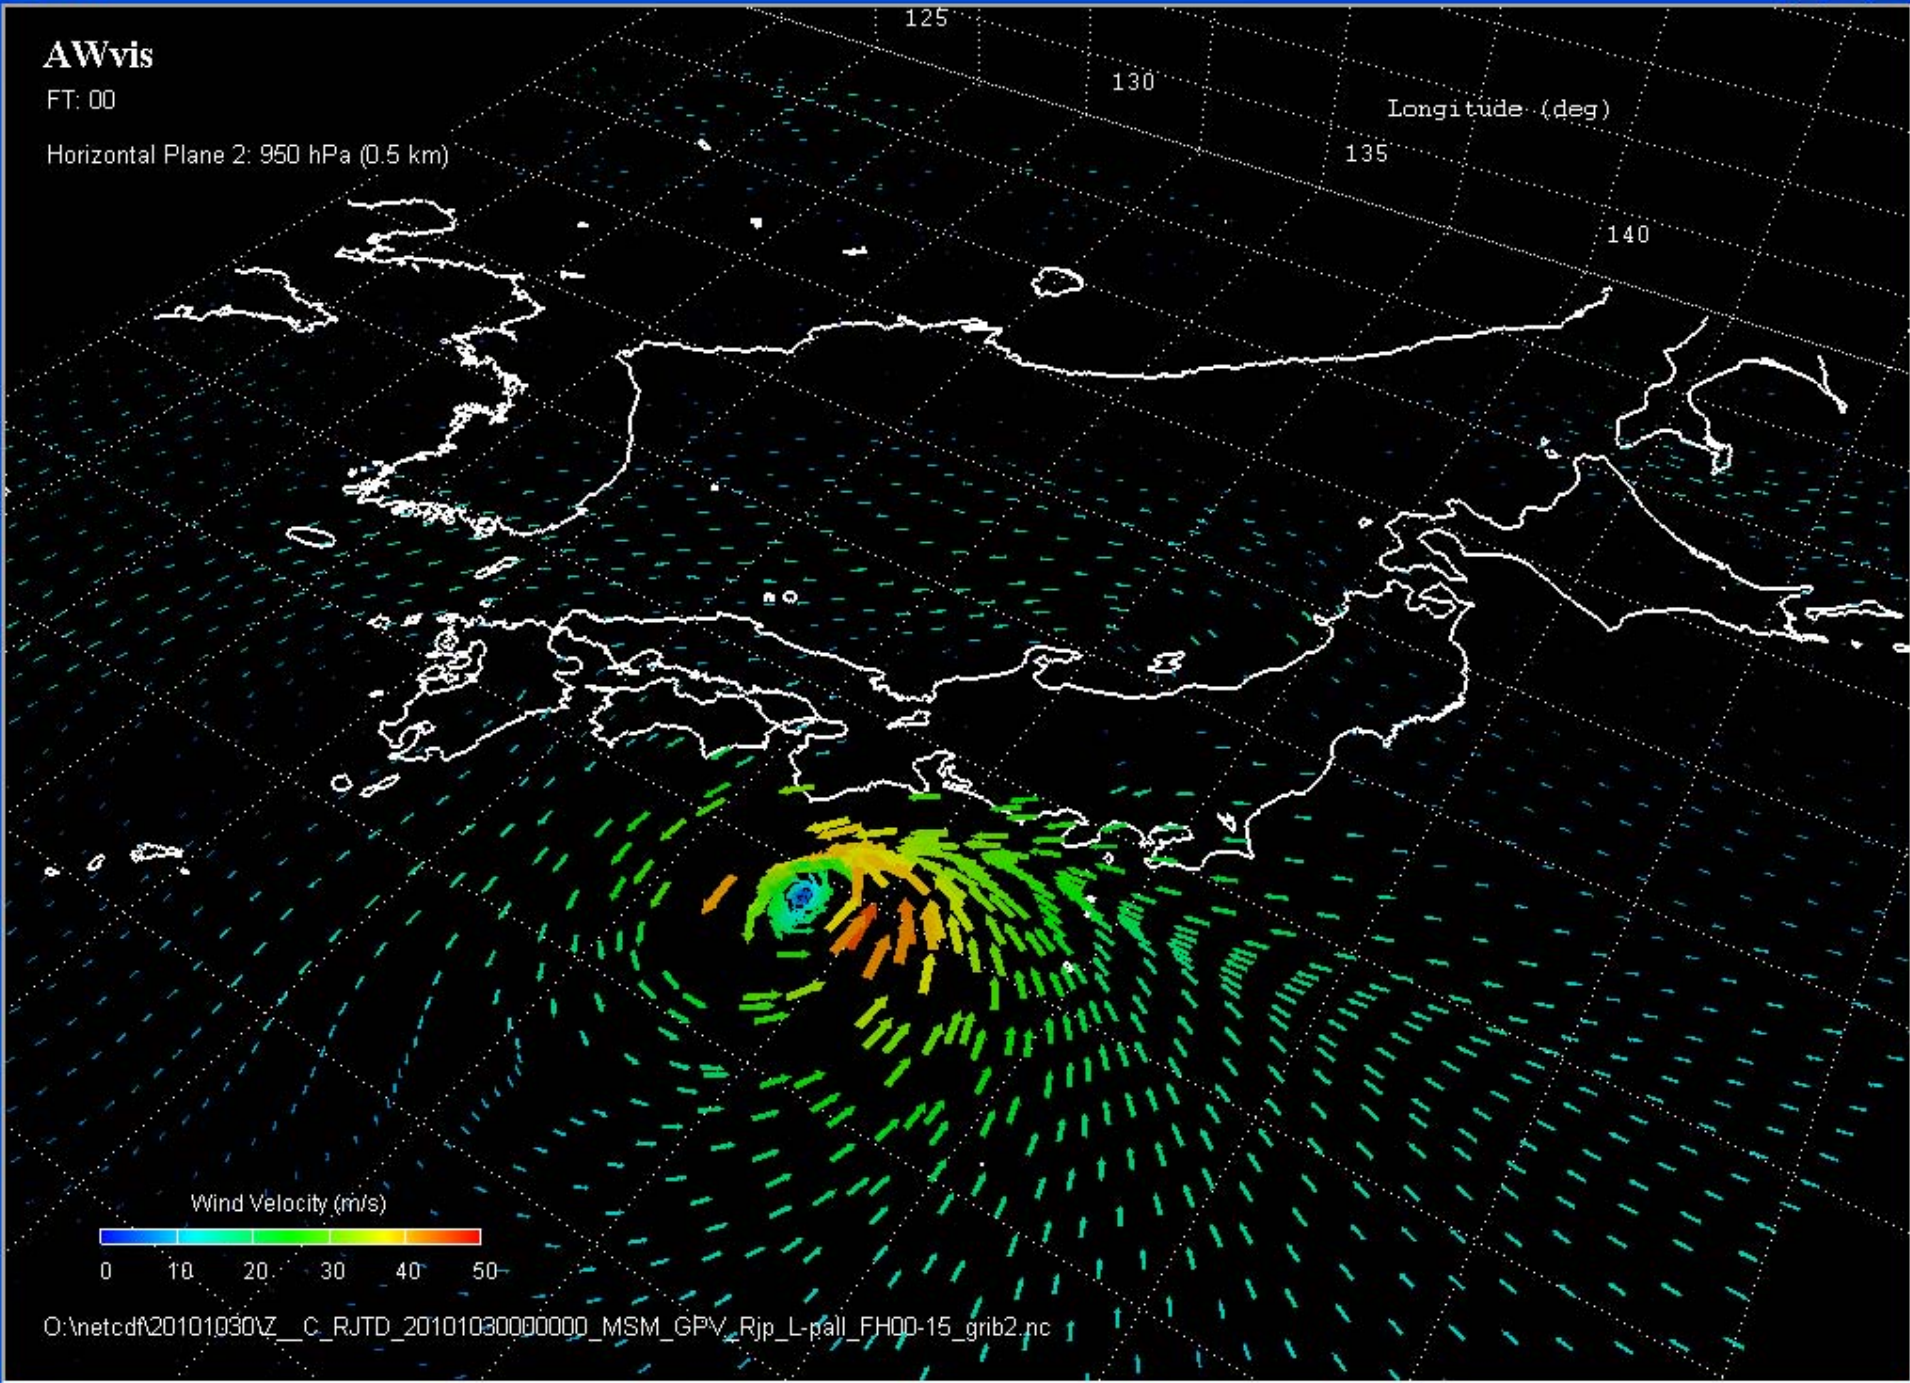 125
AWvis
130
FT: 00
Longitude (deg)
Horizontal Plane 2: 950 hPa (0.5 km)
135
140
Wind Velocity (m/s)
0 10 20 30 40 50
O:\netcdf\20101030\Z__C_RJTD_20101030000000_MSM_GPV_Rjp_L-pall_FH00-15_grib2.nc